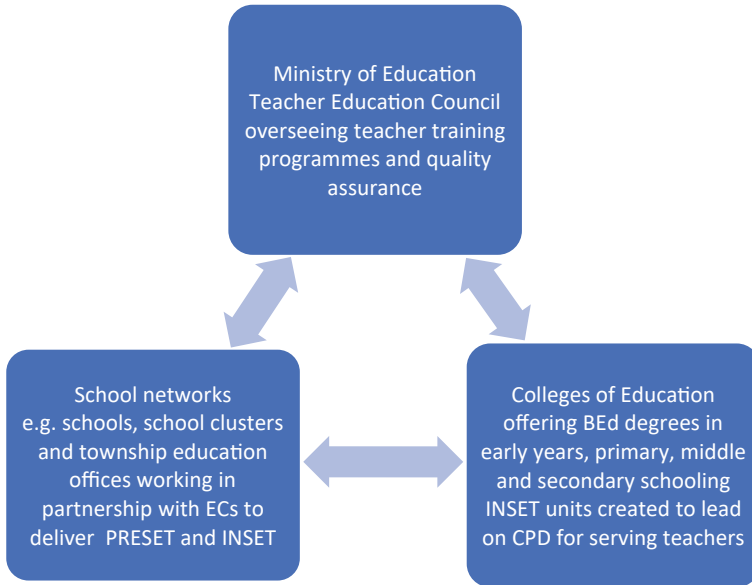 Ministry of Education
Teacher Education Council
overseeing teacher training
programmes and quality
assurance
School networks
e.g. schools, school clusters
and township education
offices working in
partnership with ECs to
deliver PRESET and INSET
Colleges of Education
offering BEd degrees in
early years, primary, middle
and secondary schooling
INSET units created to lead
on CPD for serving teachers